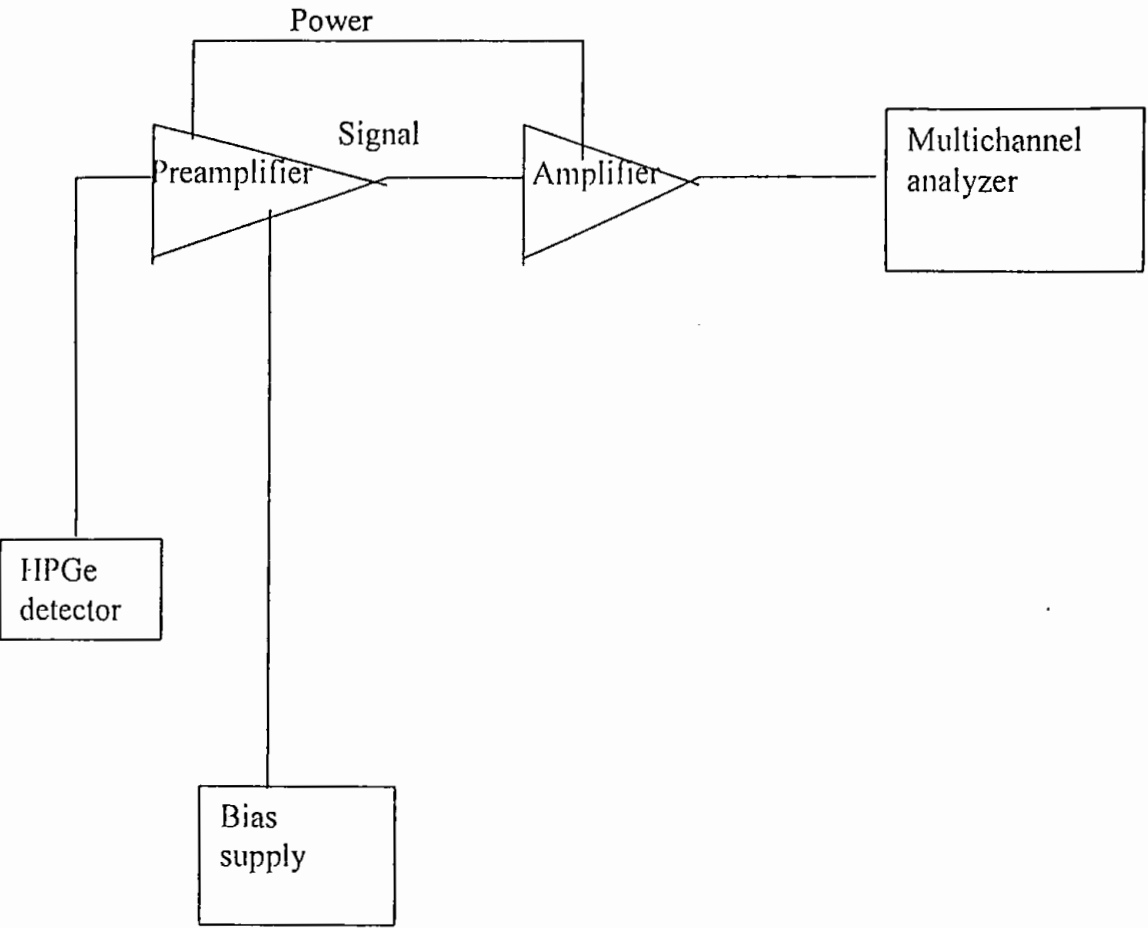 Power
Signal
Preamplifier
Amplifier
Multichannel
analyzer
HPGe
detector
Bias
supply